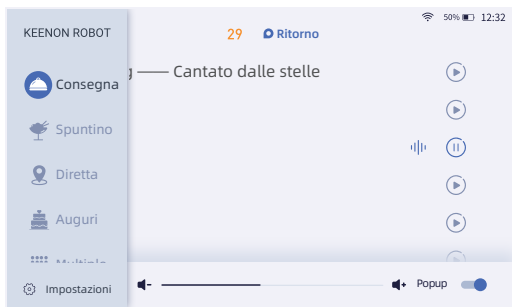 50% 12:32
KEENON ROBOT
29 Ritorno
Cantato dalle stelle
Consegna
Spuntino
Diretta
Auguri
Impostazioni
Popup